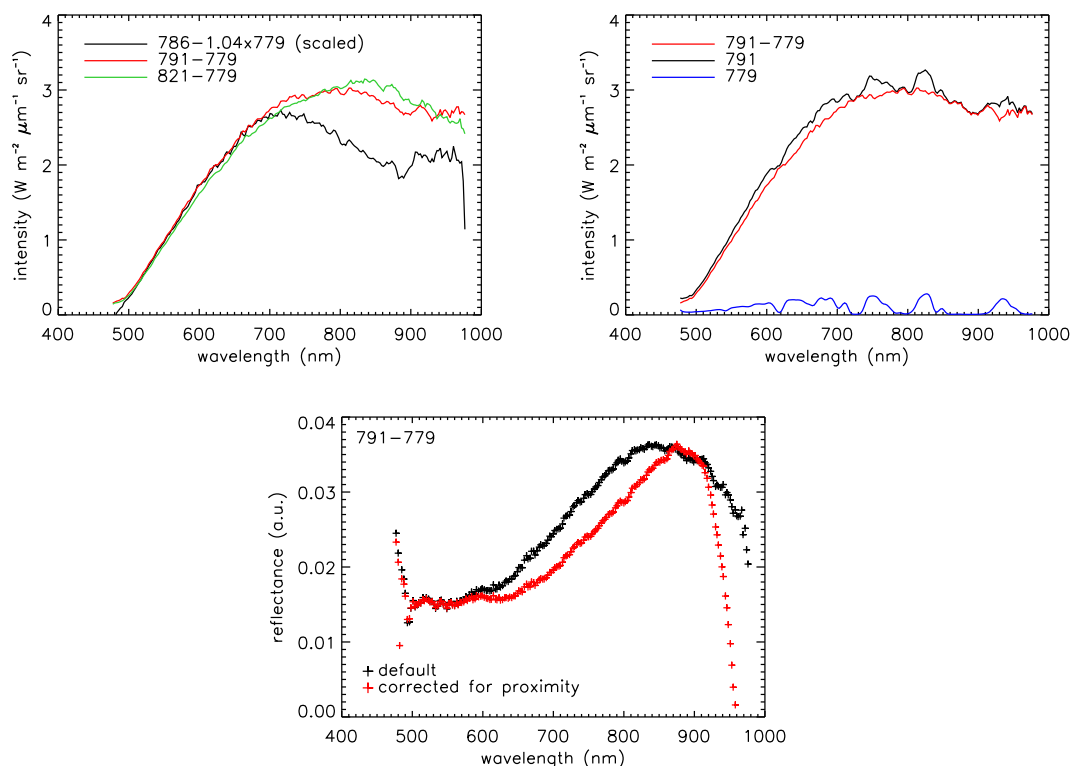 4
3
2
1
0
intensity (W m⁻² μm⁻¹ sr⁻¹)
786−1.04x779 (scaled)
791−779
821−779
400 500 600 700 800 900 1000
wavelength (nm)
4
3
2
1
0
intensity (W m⁻² μm⁻¹ sr⁻¹)
791−779
791
779
400 500 600 700 800 900 1000
wavelength (nm)
0.04
0.03
0.02
0.01
0.00
reflectance (a.u.)
791−779
default
corrected for proximity
400 500 600 700 800 900 1000
wavelength (nm)